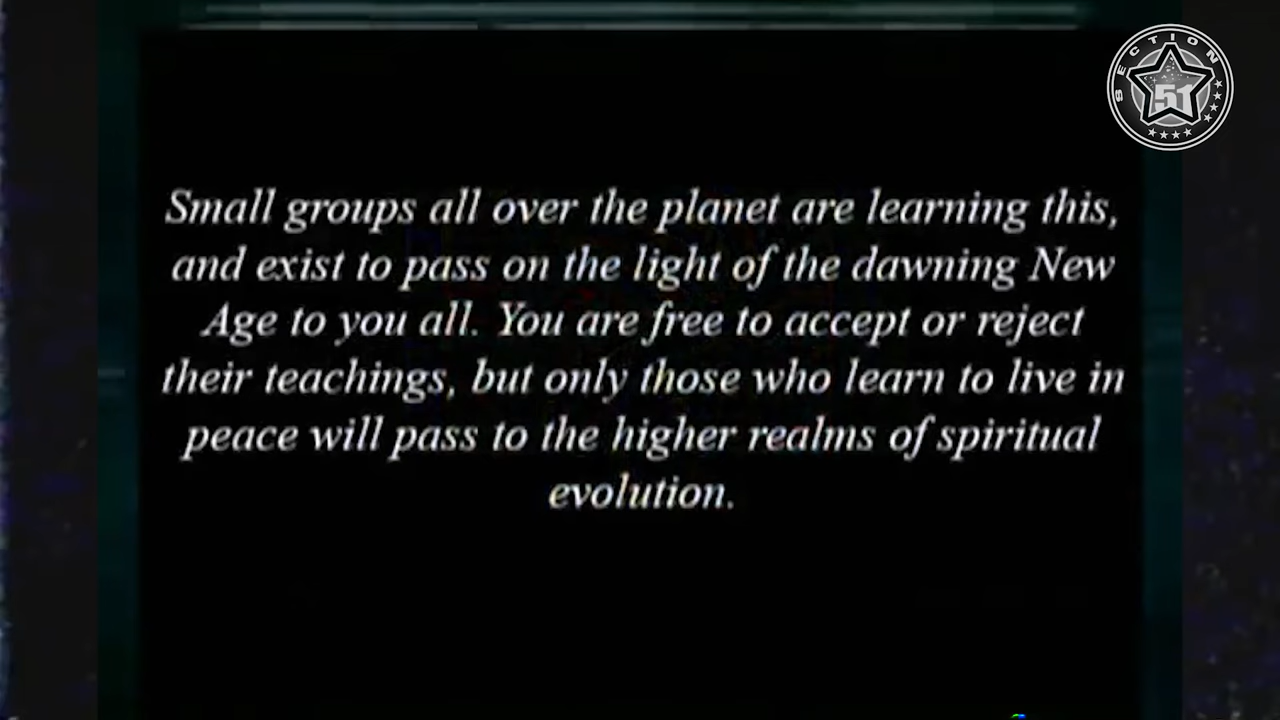 SECTION
51
Small groups all over the planet are learning this,
and exist to pass on the light of the dawning New
Age to you all. You are free to accept or reject
their teachings, but only those who learn to live in
peace will pass to the higher realms of spiritual
evolution.